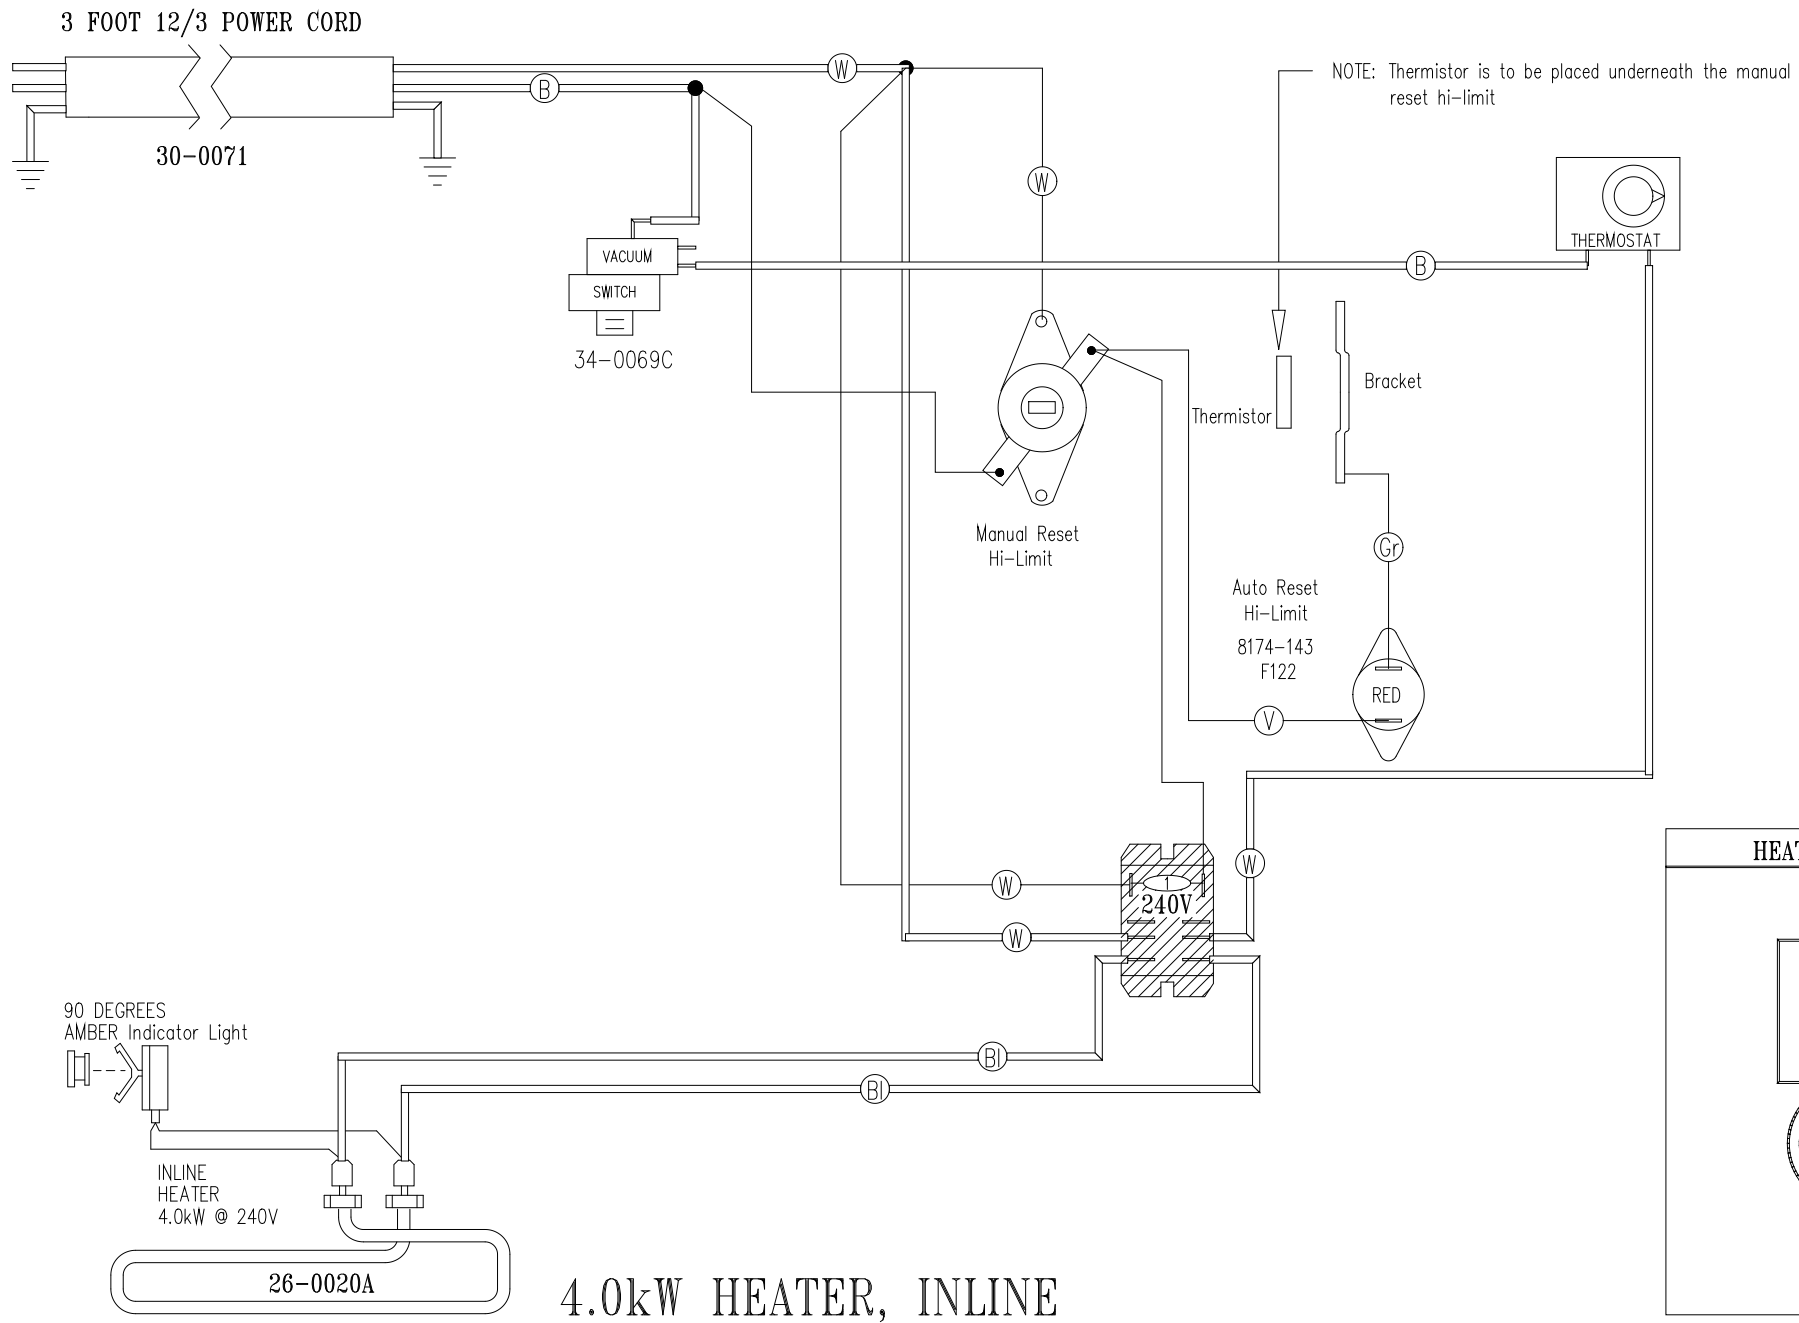 3 FOOT 12/3 POWER CORD
W
B
30-0071
NOTE: Thermistor is to be placed underneath the manual
reset hi-limit
W
THERMOSTAT
VACUUM
SWITCH
34-0069C
B
Bracket
Thermistor
Manual Reset
Hi-Limit
Gr
Auto Reset
Hi-Limit
8174-143
F122
RED
V
W
W
1
240V
W
90 DEGREES
AMBER Indicator Light
Bl
Bl
INLINE
HEATER
4.0kW @ 240V
26-0020A
4.0kW HEATER, INLINE